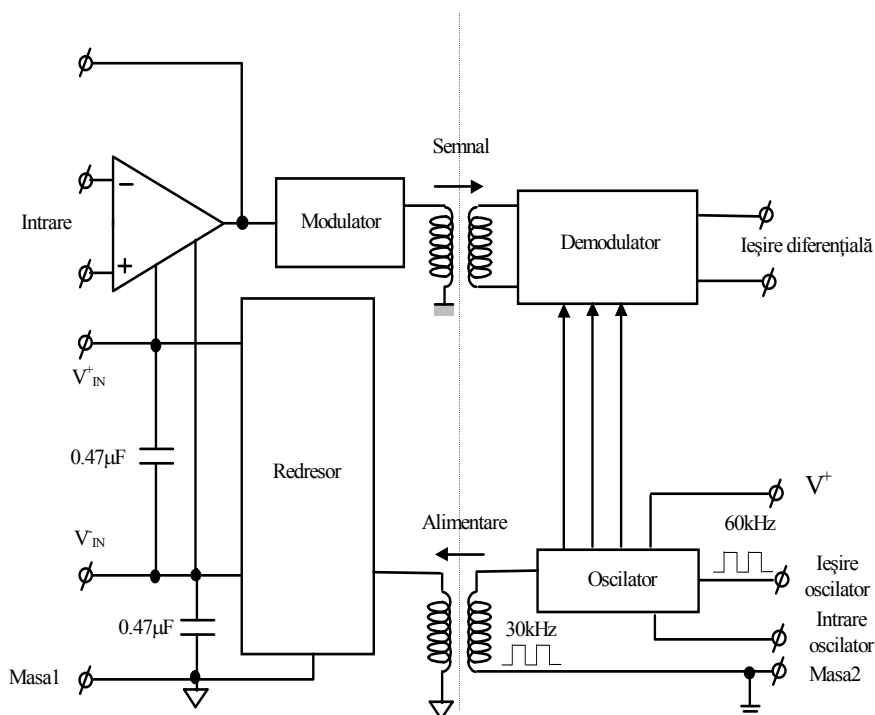 Semnal
−
Intrare
+
Modulator
Demodulator
Ieşire diferenţială
V⁺IN
0.47μF
Redresor
V⁻IN
Alimentare
V⁺
60kHz
Oscilator
Ieşire
oscilator
0.47μF
30kHz
Intrare
oscilator
Masa1
Masa2